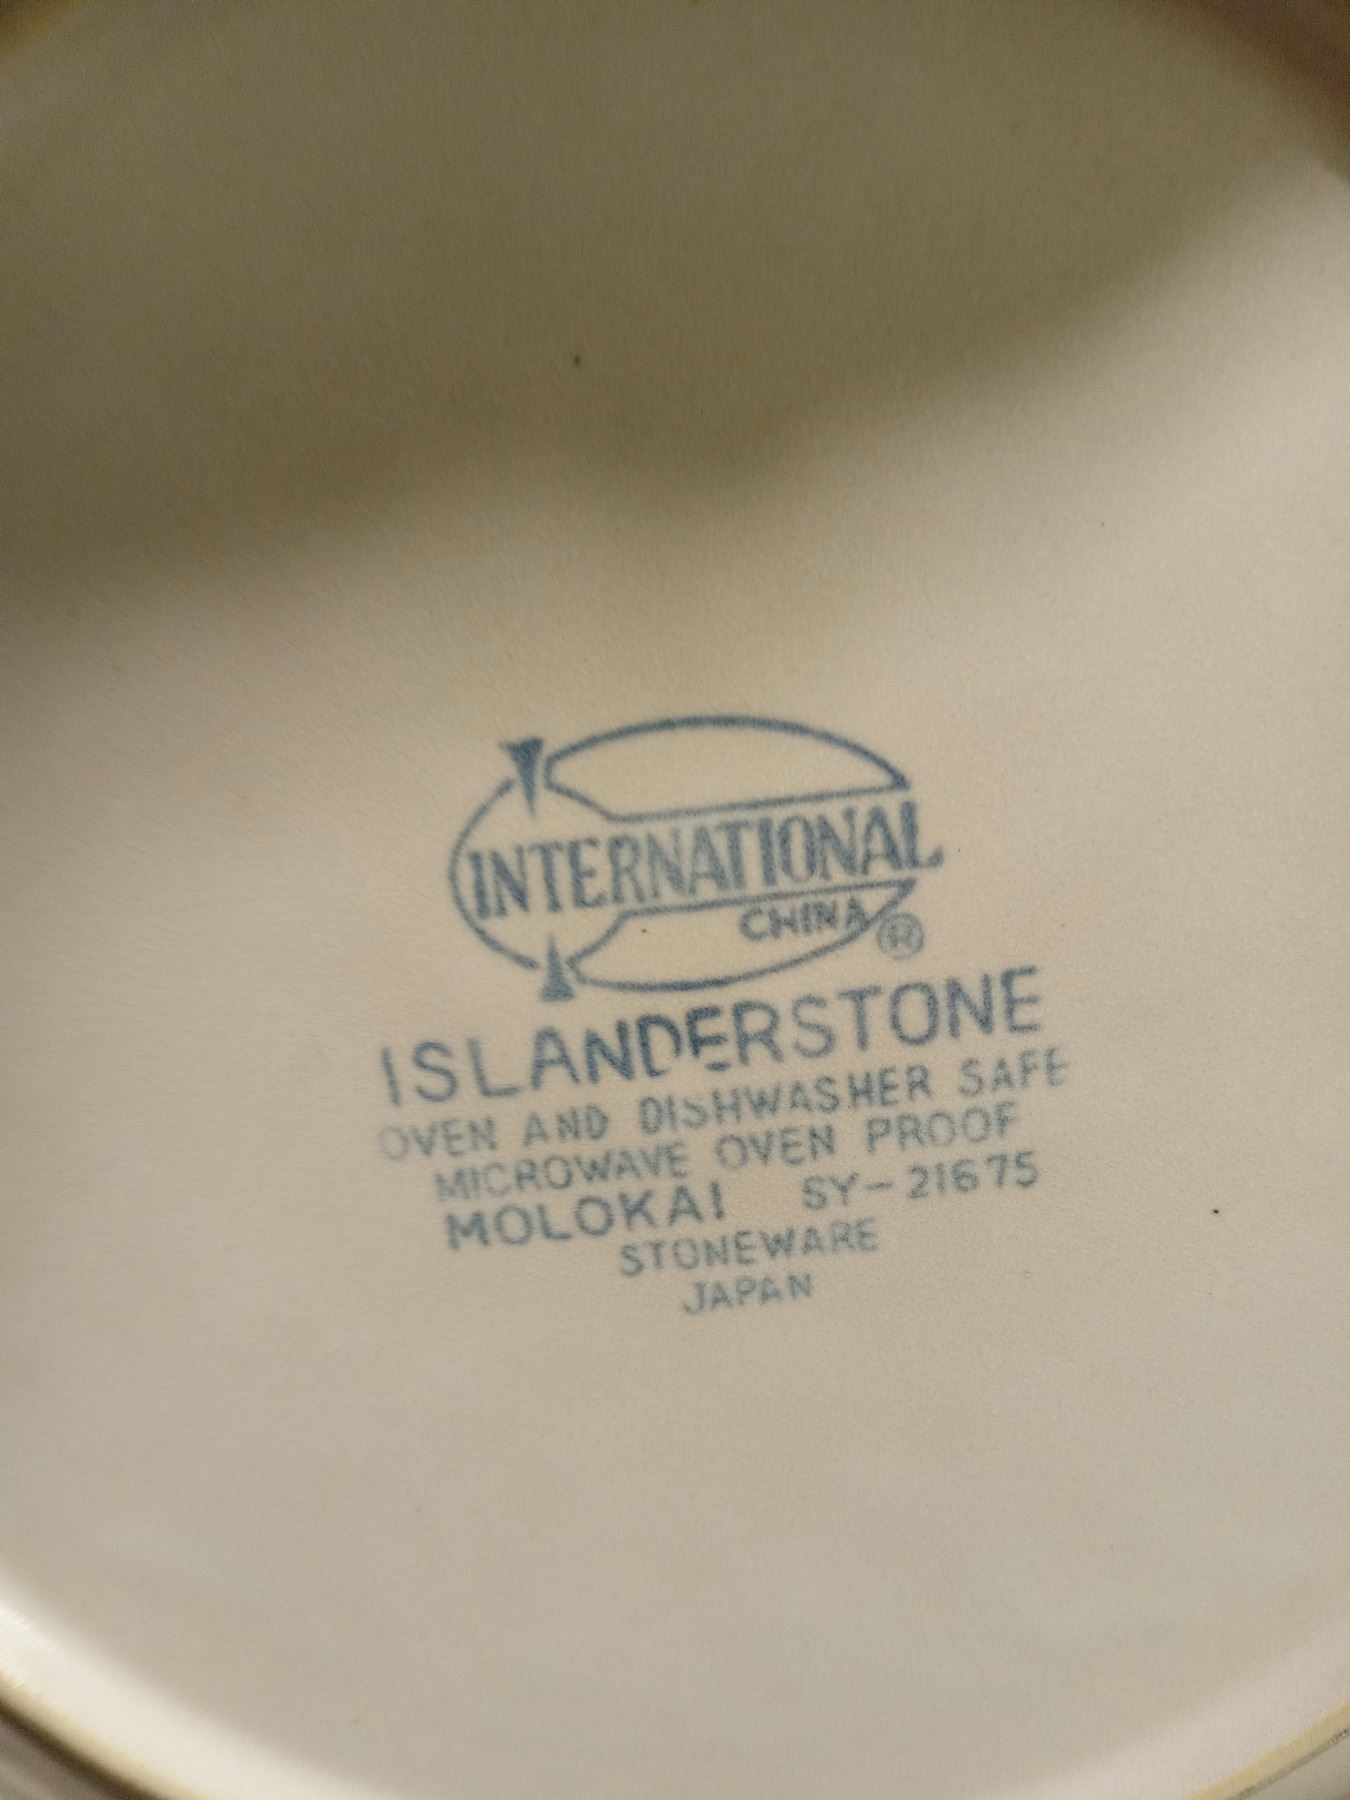 INTERNATIONAL
CHINA ®
ISLANDERSTONE
OVEN AND DISHWASHER SAFE
MICROWAVE OVEN PROOF
MOLOKAI SY-21675
STONEWARE
JAPAN